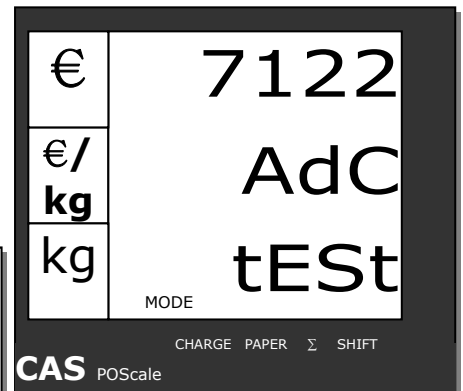 € 7122
€/
kg AdC
kg tESt
MODE
CHARGE PAPER Σ SHIFT
CAS POScale